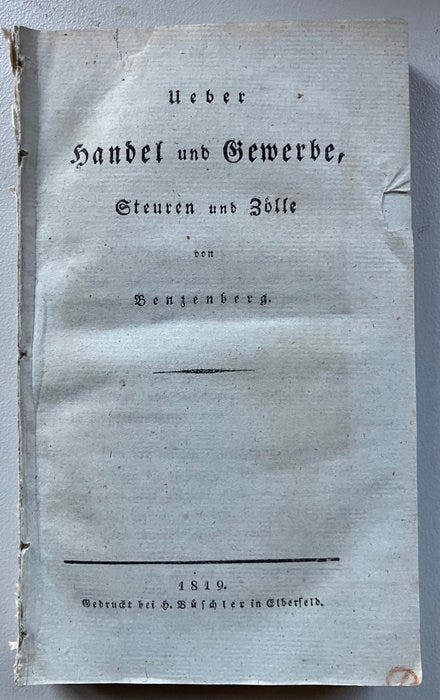 Ueber
Handel und Gewerbe,
Steuren und Zölle
von
Benzenberg.
1819.
Gedruckt bei H. Büschler in Elberfeld.